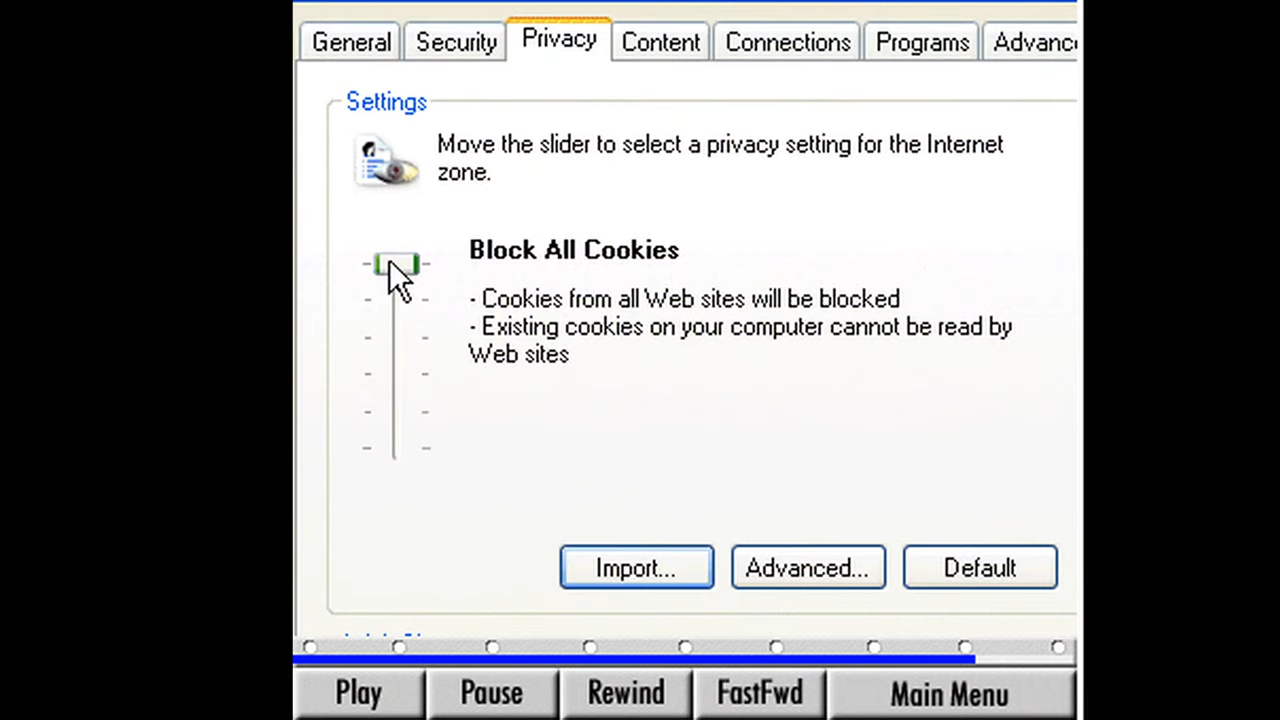 General Security Privacy Content Connections Programs Advanc
Settings
Move the slider to select a privacy setting for the Internet
zone.
Block All Cookies
- Cookies from all Web sites will be blocked
- Existing cookies on your computer cannot be read by
Web sites
Import... Advanced... Default
Play Pause Rewind FastFwd Main Menu